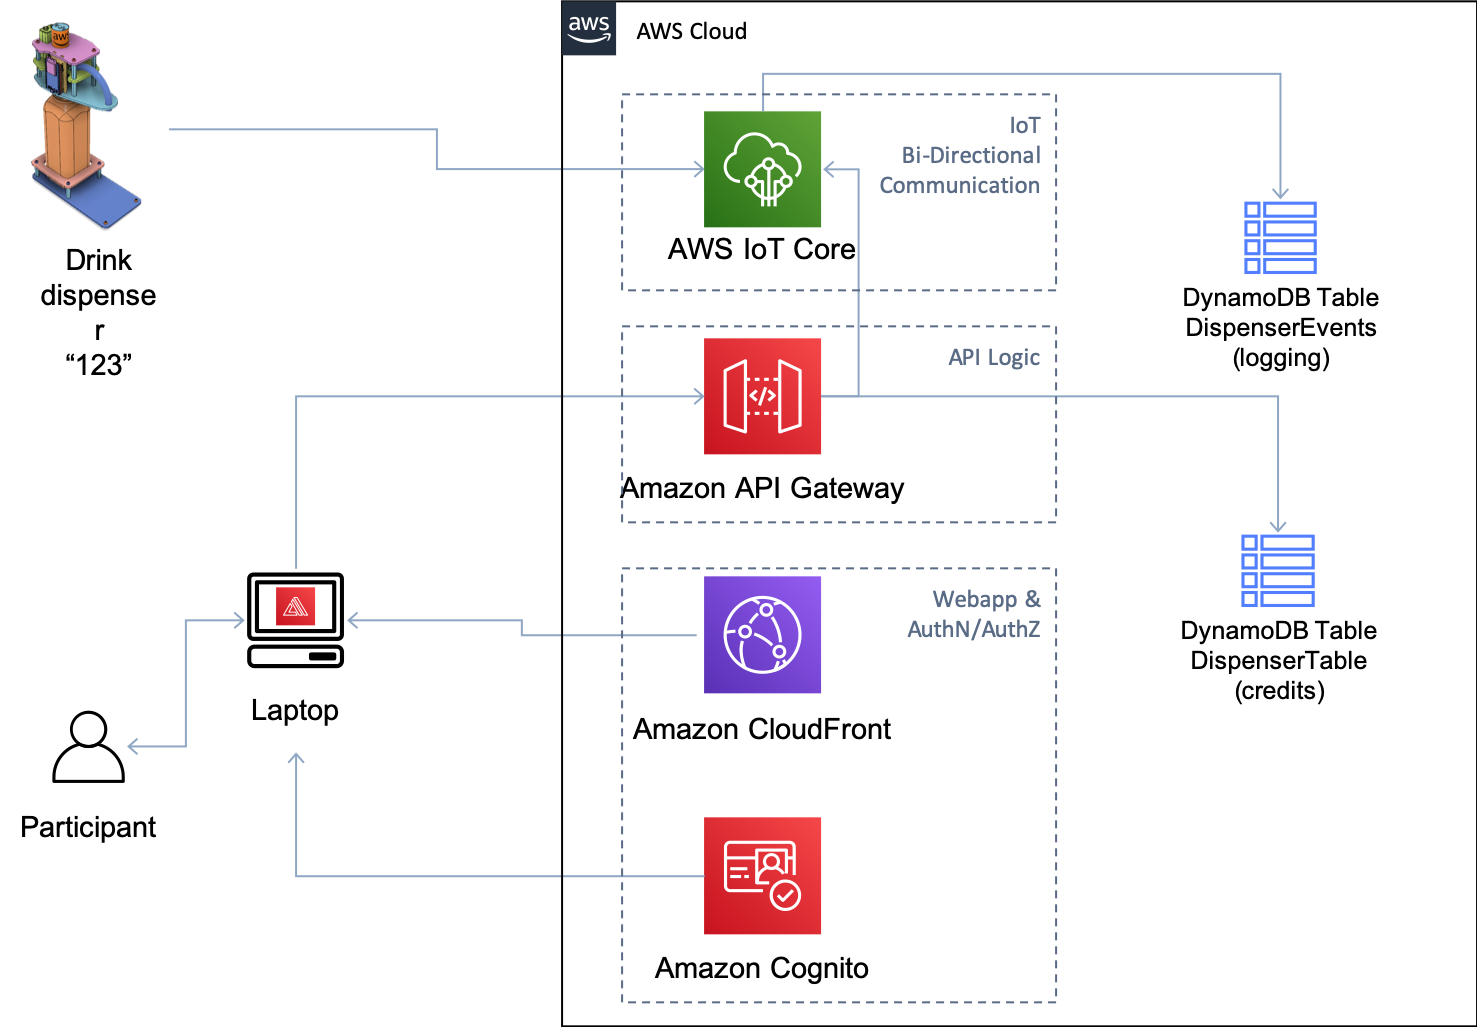 aws
AWS Cloud
aws
IoT
Bi-Directional
Communication
AWS IoT Core
Drink
dispense
r
“123”
DynamoDB Table
DispenserEvents
(logging)
API Logic
</>
Amazon API Gateway
Webapp &
AuthN/AuthZ
DynamoDB Table
DispenserTable
(credits)
Laptop
Amazon CloudFront
Participant
Amazon Cognito